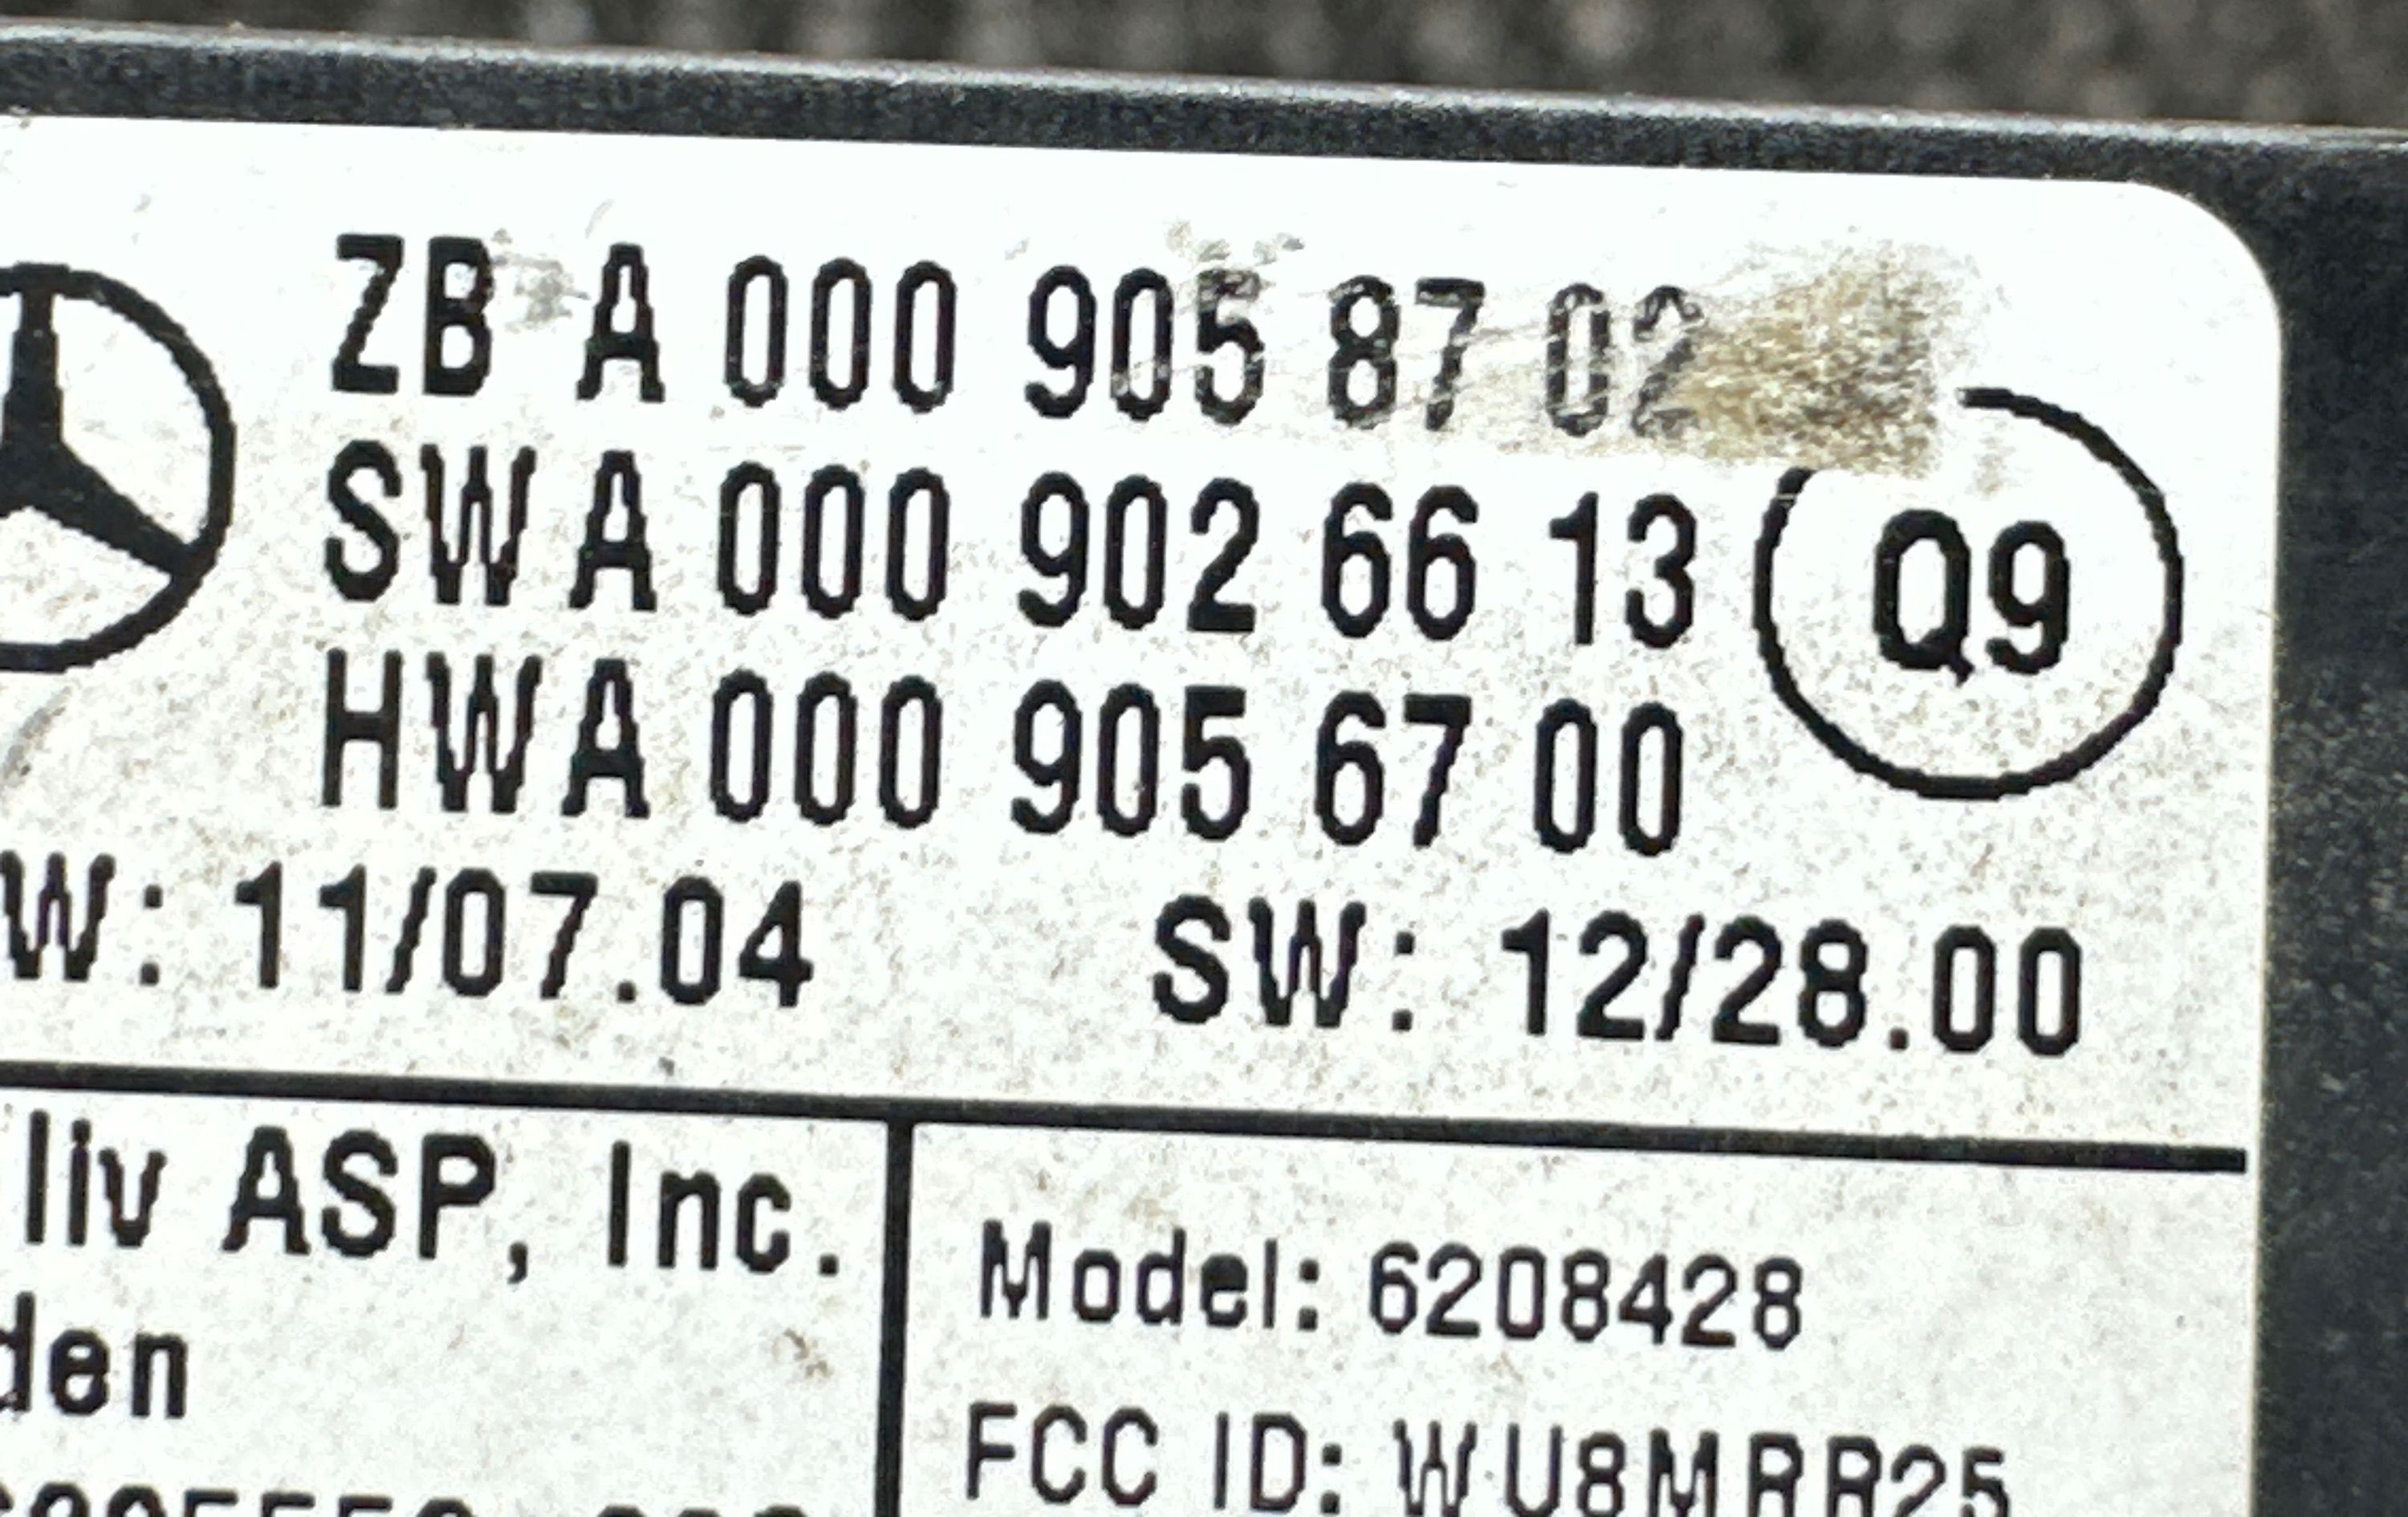 ZB A 000 905 87 02
SW A 000 902 66 13
Q9
HW A 000 905 67 00
W: 11/07.04 SW: 12/28.00
liv ASP, Inc.
den
Model: 6208428
FCC ID: WU8MRR25